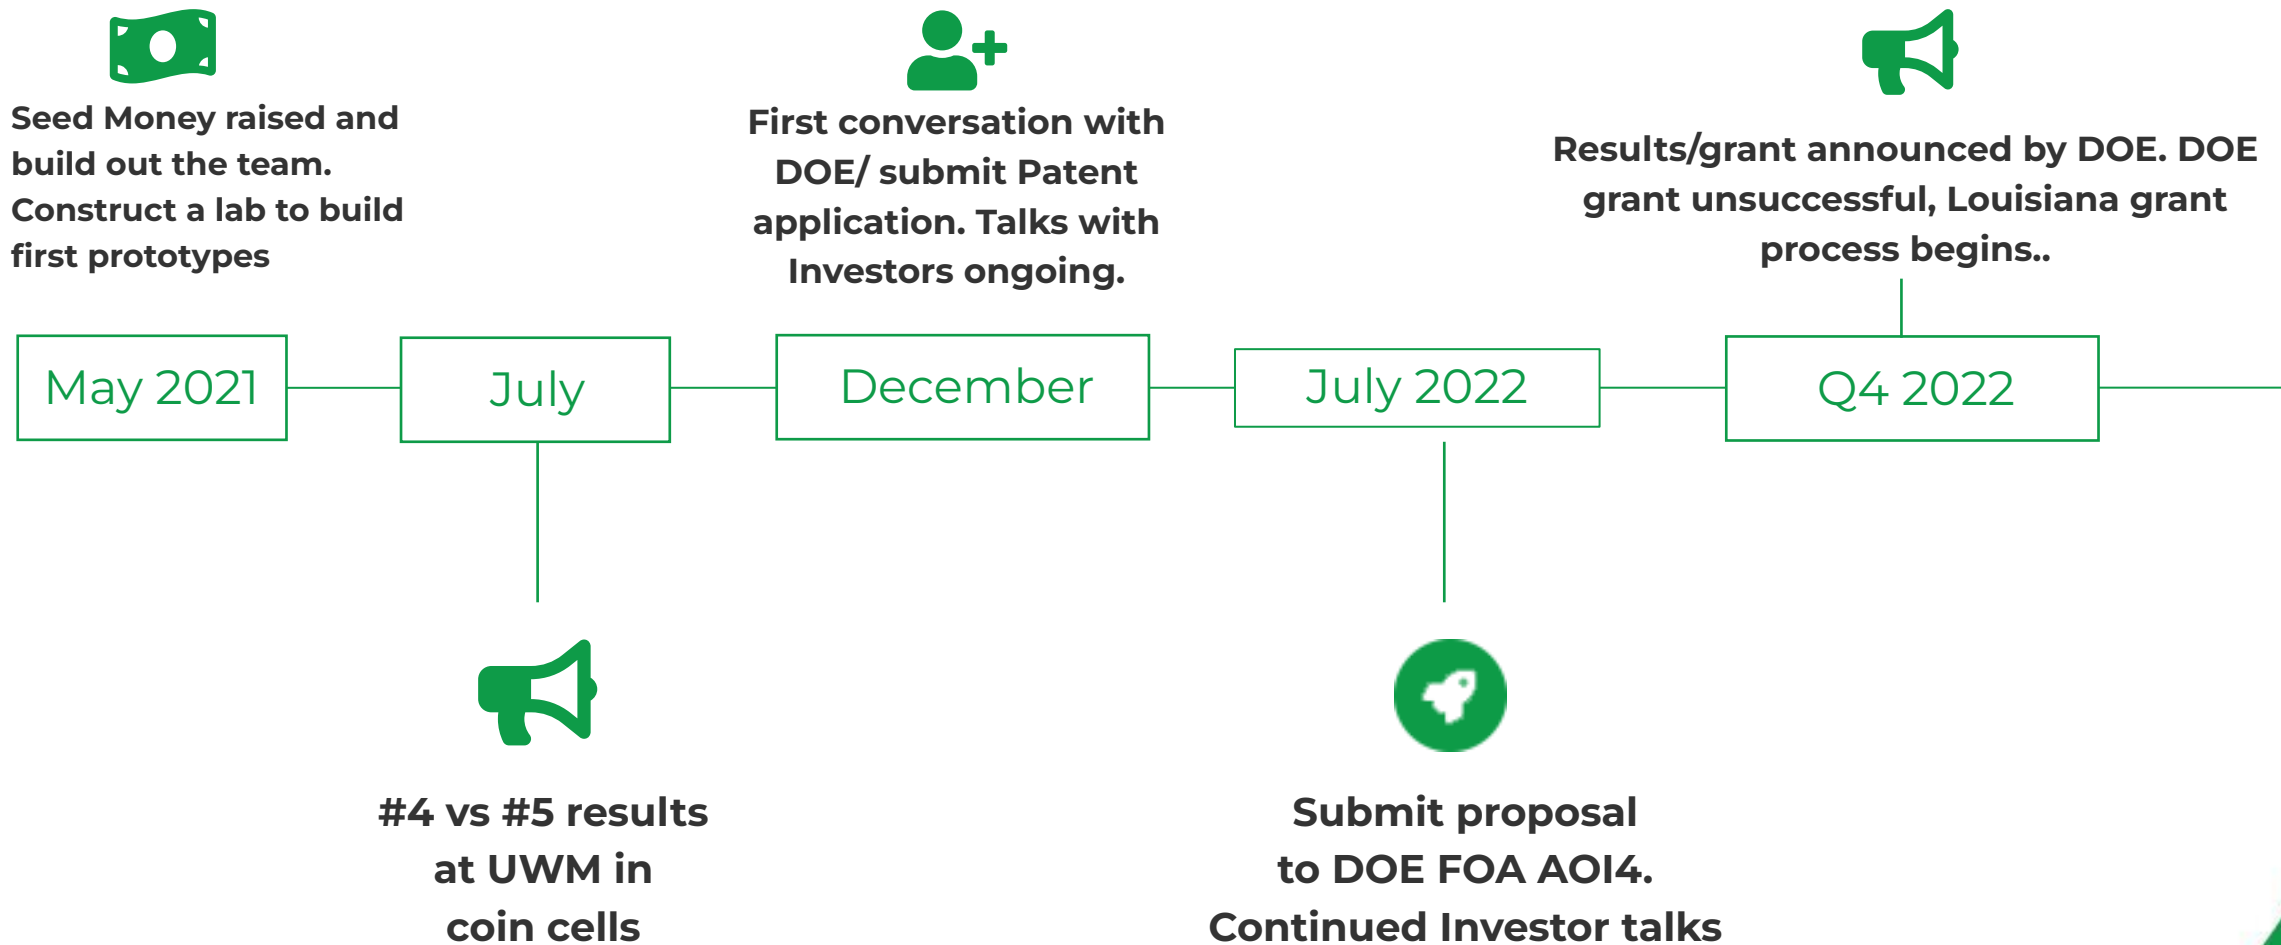 Seed Money raised and
build out the team.
Construct a lab to build
first prototypes
First conversation with
DOE/ submit Patent
application. Talks with
Investors ongoing.
Results/grant announced by DOE. DOE
grant unsuccessful, Louisiana grant
process begins..
May 2021
July
December
July 2022
Q4 2022
#4 vs #5 results
at UWM in
coin cells
Submit proposal
to DOE FOA AOI4.
Continued Investor talks